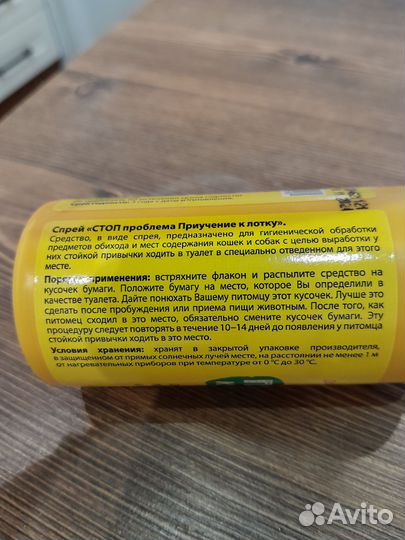 Спрей «СТОП проблема Приучение к лотку».
Средство, в виде спрея, предназначено для гигиенической обработки
предметов обихода и мест содержания кошек и собак с целью выработки у
них стойкой привычки ходить в туалет в специально отведенном для этого
месте.
применения: встряхните флакон и распылите средство на
кусочек бумаги. Положите бумагу на место, которое Вы определили в
качестве туалета. Дайте понюхать Вашему питомцу этот кусочек. Лучше это
сделать после пробуждения или приема пищи животным. После того, как
питомец сходил в это место, обязательно смените кусочек бумаги. Эту
процедуру следует повторять в течение 10–14 дней до появления у питомца
стойкой привычки ходить в это место.
Условия хранения: хранят в закрытой упаковке производителя,
в защищенном от прямых солнечных лучей месте, на расстоянии не менее 1 м
от нагревательных приборов при температуре от 0 °C до 30 °C.
Avito